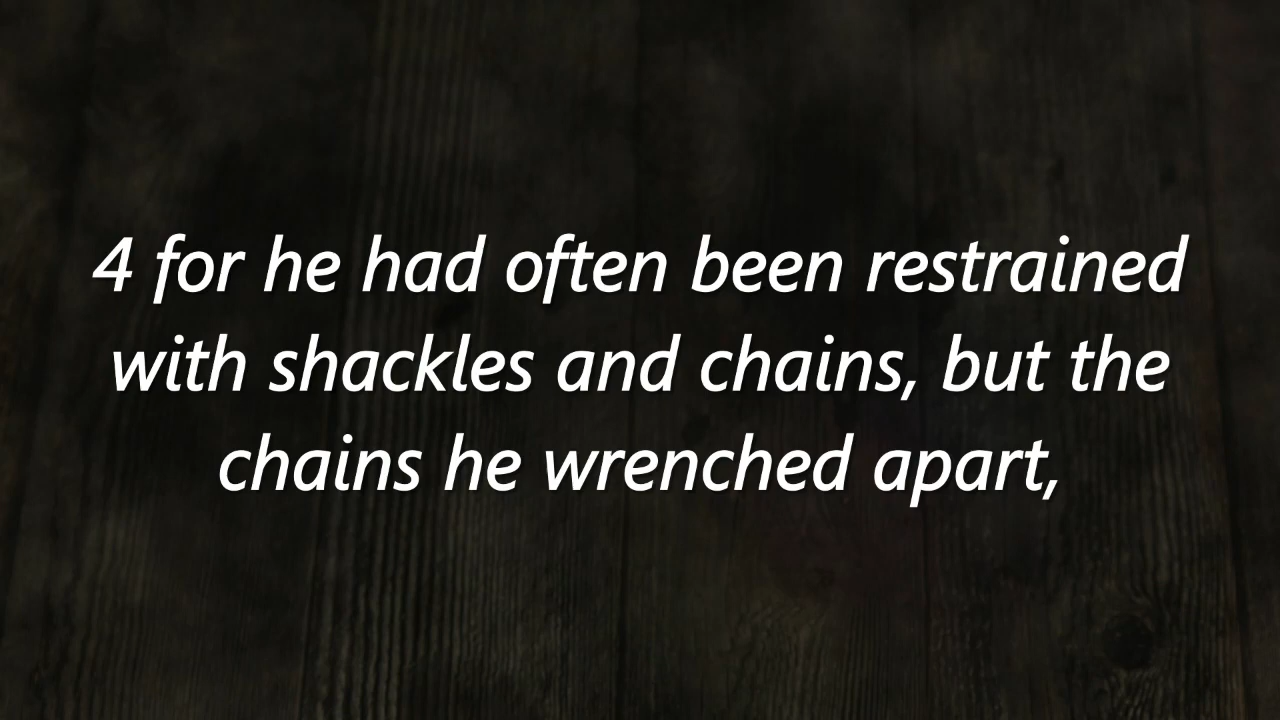 4 for he had often been restrained
with shackles and chains, but the
chains he wrenched apart,